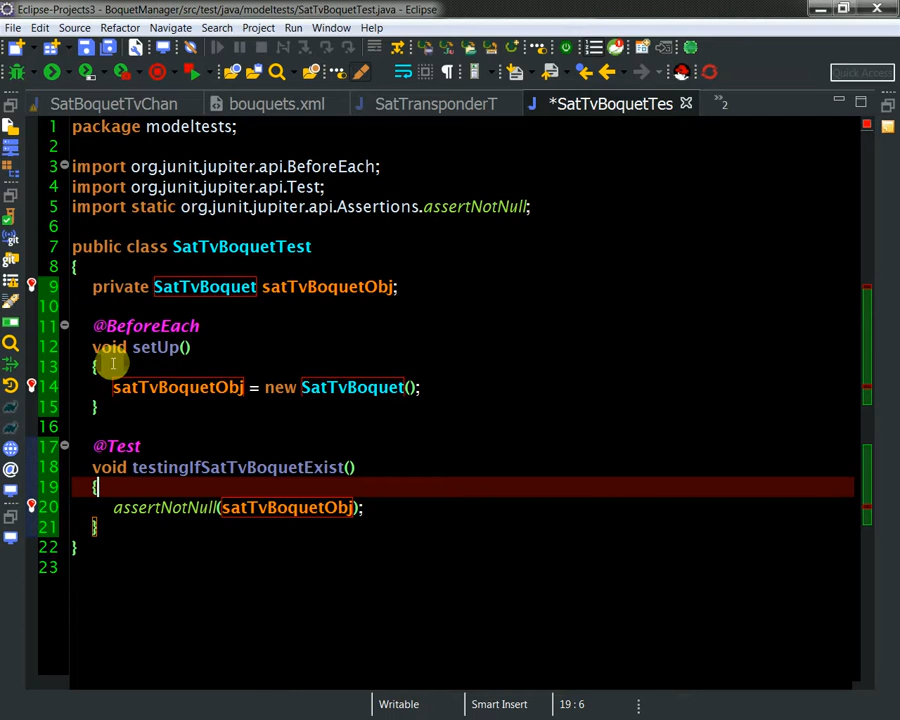 BoquetManager/src/test/java/modeltests/SatTvBoquetTest.java - Eclipse-Projects3 - Eclipse
File Edit Source Refactor Navigate Search Project Run Window Help
Quick Access
SatBoquetTvChan bouquets.xml SatTransponderT *SatTvBoquetTes »2
1 package modeltests;
2
3 import org.junit.jupiter.api.BeforeEach;
4 import org.junit.jupiter.api.Test;
5 import static org.junit.jupiter.api.Assertions.assertNotNull;
6
7 public class SatTvBoquetTest
8 {
9 private SatTvBoquet satTvBoquetObj;
10
11 @BeforeEach
12 void setUp()
13 {
14 satTvBoquetObj = new SatTvBoquet();
15 }
16
17 @Test
18 void testingIfSatTvBoquetExist()
19 {
20 assertNotNull(satTvBoquetObj);
21 }
22 }
23
Writable Smart Insert 19 : 6